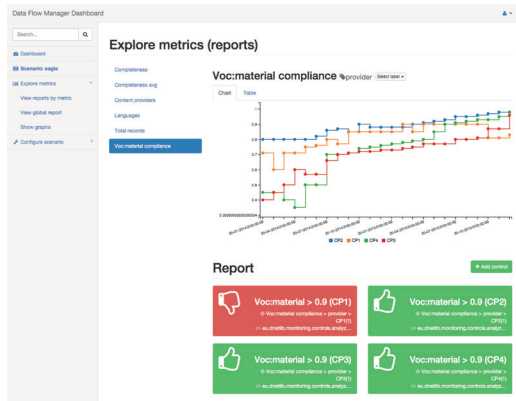 Data Flow Manager Dashboard
Search...
Dashboard
Scenario: eagle
Explore metrics
View reports by metric
View global report
Show graphs
Configure scenario
Explore metrics (reports)
Completeness
Completeness avg
Content providers
Languages
Total records
Voc:material compliance
Voc:material compliance provider Select label
Chart Table
1
CP2 CP1 CP4 CP3
Report
+ Add control
Voc:material > 0.9 (CP1)
Voc:material compliance > provider >
CP1(1)
eu.dnetlib.monitoring.controls.analyz...
Voc:material > 0.9 (CP2)
Voc:material compliance > provider >
eu.dnetlib.monitoring.controls.analyz...
Voc:material > 0.9 (CP3)
Voc:material compliance > provider >
CP3(1)
eu.dnetlib.monitoring.controls.analyz...
Voc:material > 0.9 (CP4)
Voc:material compliance > provider >
CP4(1)
eu.dnetlib.monitoring.controls.analyz...